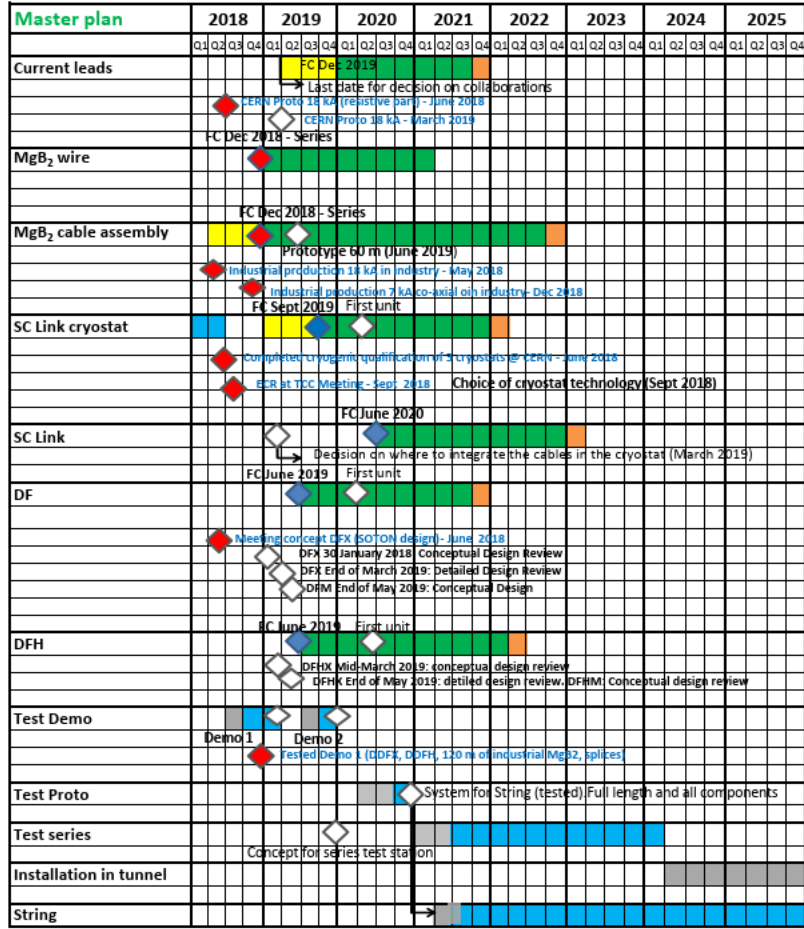 Master plan 2018 2019 2020 2021 2022 2023 2024 2025
Q1 Q2 Q3 Q4 Q1 Q2 Q3 Q4 Q1 Q2 Q3 Q4 Q1 Q2 Q3 Q4 Q1 Q2 Q3 Q4 Q1 Q2 Q3 Q4 Q1 Q2 Q3 Q4 Q1 Q2 Q3 Q4
Current leads FC Dec 2019
Last date for decision on collaborations
CERN Proto 18 kA (resistive part) - June 2018
CERN Proto 18 kA - March 2019
FC Dec 2018 - Series
MgB₂ wire
FC Dec 2018 - Series
MgB₂ cable assembly
Prototype 60 m (June 2019)
Industrial production 18 kA in industry - May 2018
Industrial production 7 kA co-axial oin industry- Dec 2018
FC Sept 2019 First unit
SC Link cryostat
Completed cryogenic qualification of 5 cryostats @ CERN - June 2018
ECR at TCC Meeting - Sept 2018 Choice of cryostat technology (Sept 2018)
FC June 2020
SC Link
Decision on where to integrate the cables in the cryostat (March 2019)
FC June 2019 First unit
DF
Meeting concept DFX (SOTON design)- June 2018
DFX 30 January 2018: Conceptual Design Review
DFX End of March 2019: Detailed Design Review
DFM End of May 2019: Conceptual Design
FC June 2019 First unit
DFH
DFHX Mid-March 2019: conceptual design review
DFHX End of May 2019: detiled design review. DFHM: Conceptual design review
Test Demo
Demo 1 Demo 2
Tested Demo 1 (DDFX, DDFH, 120 m of industrial MgB2, splices)
Test Proto System for String (tested).Full length and all components
Test series
Concept for series test station
Installation in tunnel
String